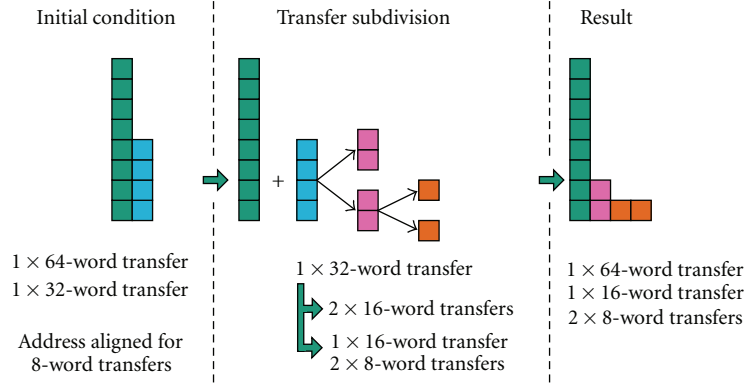 Initial condition
Transfer subdivision
Result
+
1 × 64-word transfer
1 × 32-word transfer
Address aligned for
8-word transfers
1 × 32-word transfer
2 × 16-word transfers
1 × 16-word transfer
2 × 8-word transfers
1 × 64-word transfer
1 × 16-word transfer
2 × 8-word transfers